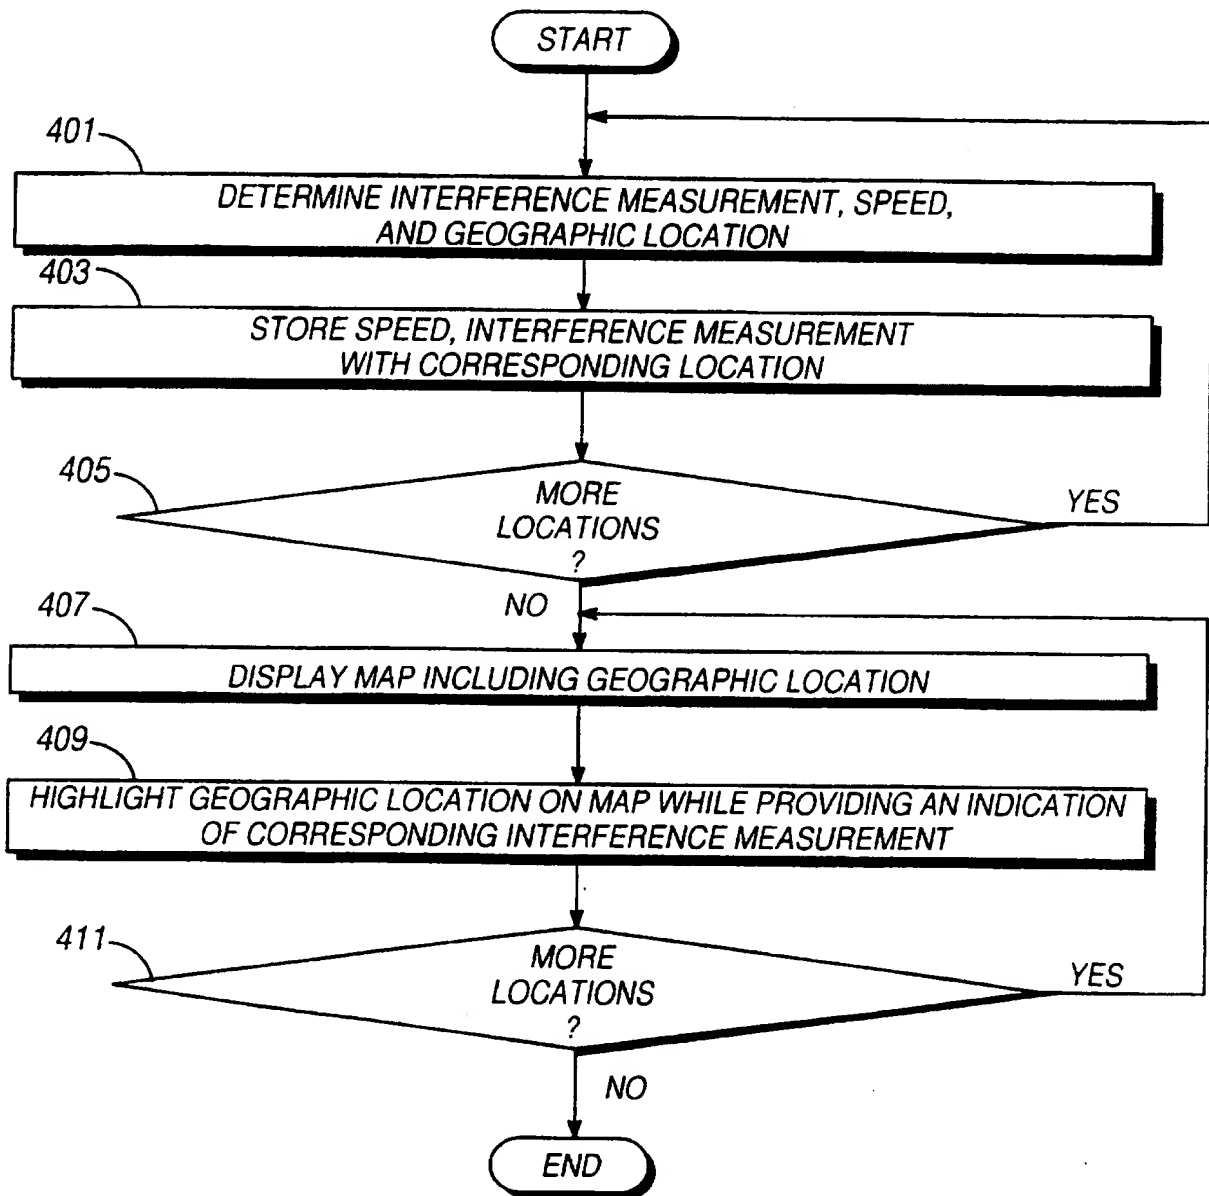 START
401
DETERMINE INTERFERENCE MEASUREMENT, SPEED,
AND GEOGRAPHIC LOCATION
403
STORE SPEED, INTERFERENCE MEASUREMENT
WITH CORRESPONDING LOCATION
405
MORE
LOCATIONS
?
YES
NO
407
DISPLAY MAP INCLUDING GEOGRAPHIC LOCATION
409
HIGHLIGHT GEOGRAPHIC LOCATION ON MAP WHILE PROVIDING AN INDICATION
OF CORRESPONDING INTERFERENCE MEASUREMENT
411
MORE
LOCATIONS
?
YES
NO
END